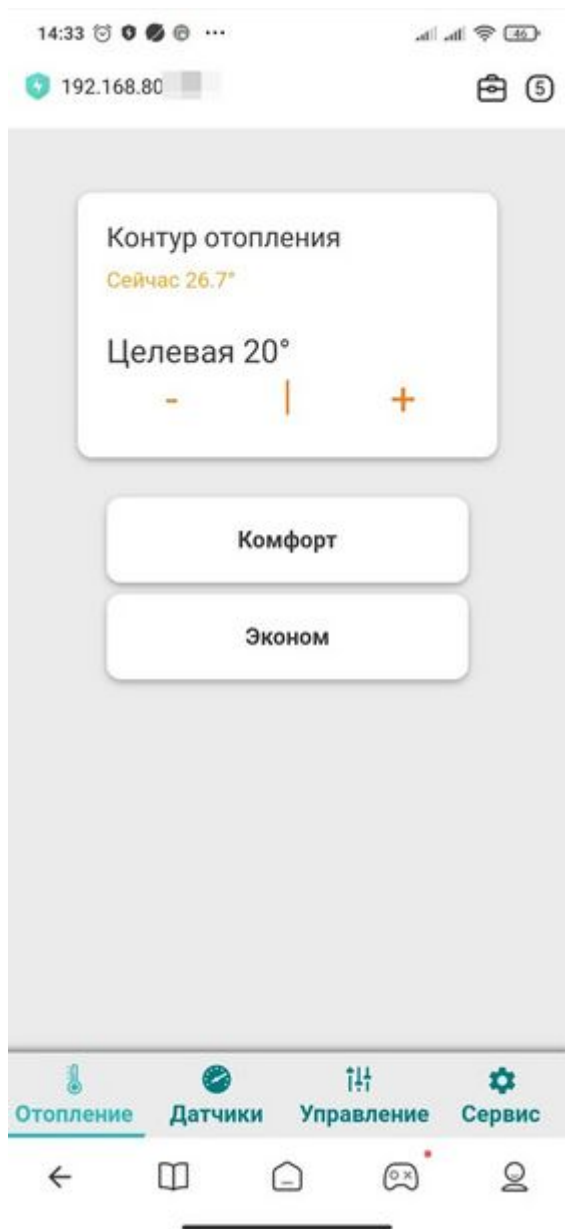 14:33
46
192.168.80
5
Контур отопления
Сейчас 26.7°
Целевая 20°
- | +
Комфорт
Эконом
Отопление Датчики Управление Сервис